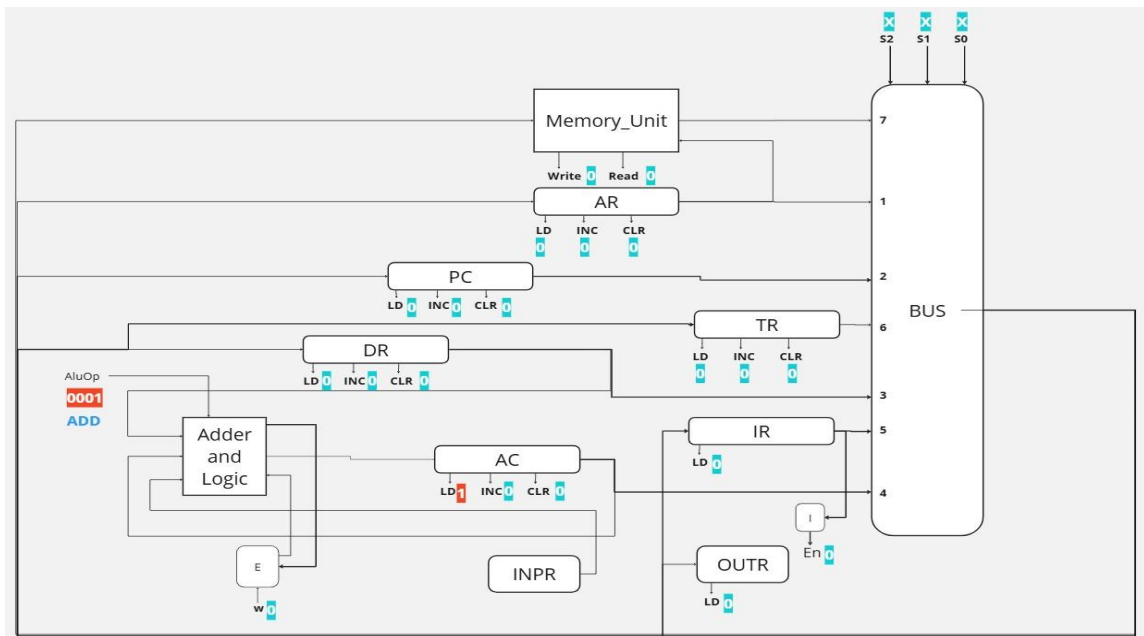 X X X
S2 S1 S0
Memory_Unit
7
Write 0 Read 0
AR
1
LD INC CLR
0 0 0
PC
2
LD 0 INC 0 CLR 0
BUS
TR
6
DR
LD INC CLR
0 0 0
AluOp
LD 0 INC 0 CLR 0
0001
3
ADD
Adder
and
Logic
IR
5
AC
LD 0
LD 1 INC 0 CLR 0
4
I
En 0
E
INPR
OUTR
LD 0
w 0